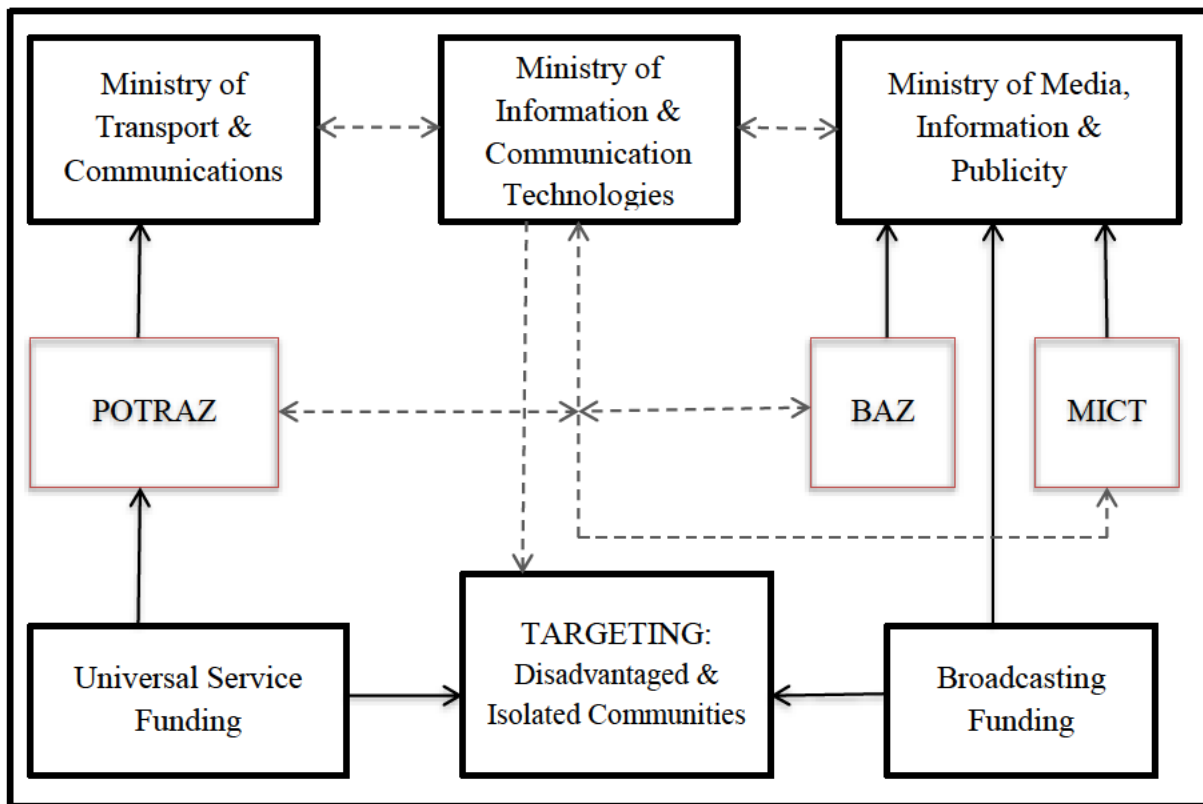 Ministry of
Transport &
Communications
Ministry of
Information &
Communication
Technologies
Ministry of Media,
Information &
Publicity
POTRAZ
BAZ
MICT
Universal Service
Funding
TARGETING:
Disadvantaged &
Isolated Communities
Broadcasting
Funding